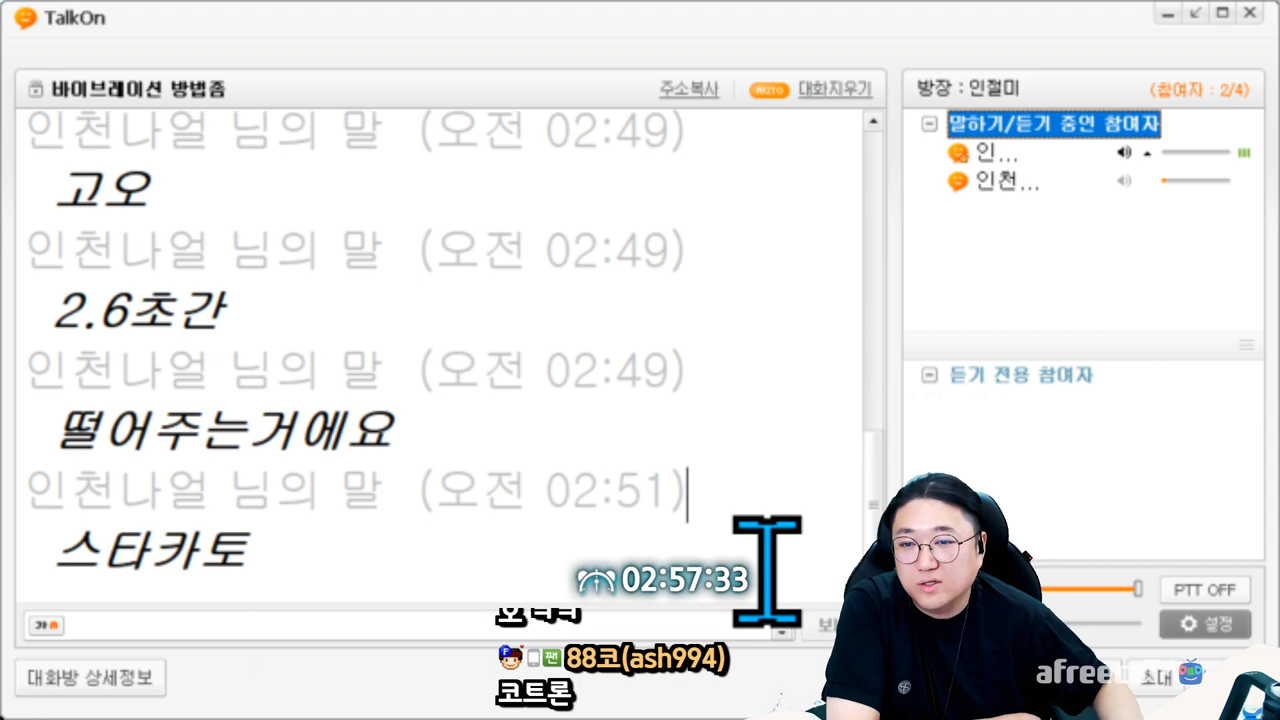 TalkOn
바이브레이션 방법좀
주소복사
AUTO 대화지우기
인천나얼 님의 말 (오전 02:49)
고오
인천나얼 님의 말 (오전 02:49)
2.6초간
인천나얼 님의 말 (오전 02:49)
떨어주는거에요
인천나얼 님의 말 (오전 02:51)
스타카토
02:57:33
팬 88코(ash994)
코트론
대화방 상세정보
방장 : 인절미 (참여자 : 2/4)
말하기/듣기 중인 참여자
인...
인천...
듣기 전용 참여자
PTT OFF
설정
초대